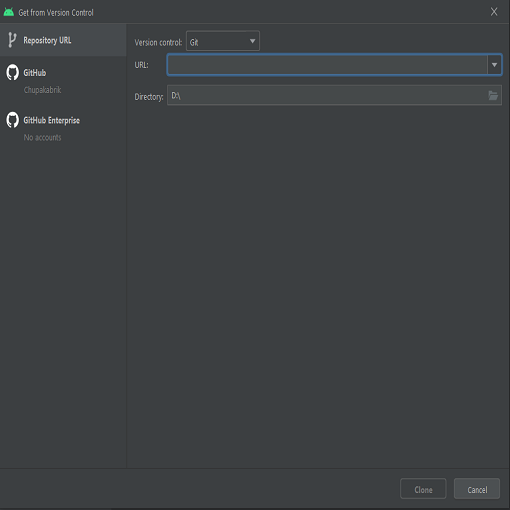 Get from Version Control
Repository URL
Version control: Git
URL:
GitHub
Chupakabrik
Directory: D:\
GitHub Enterprise
No accounts
Clone
Cancel